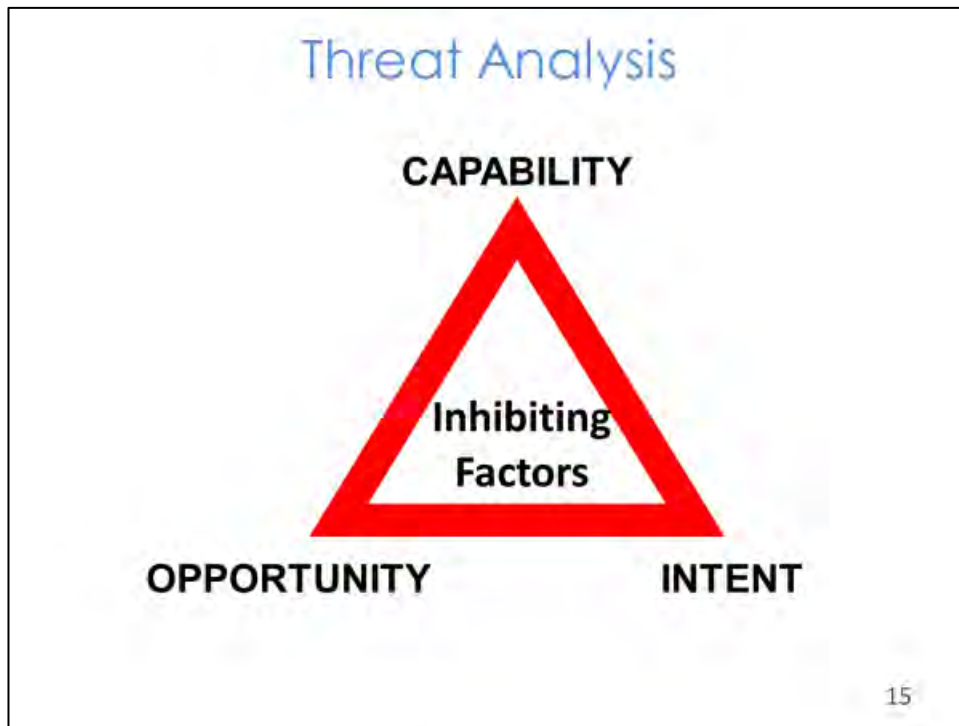 Threat Analysis
CAPABILITY
Inhibiting
Factors
OPPORTUNITY INTENT
15